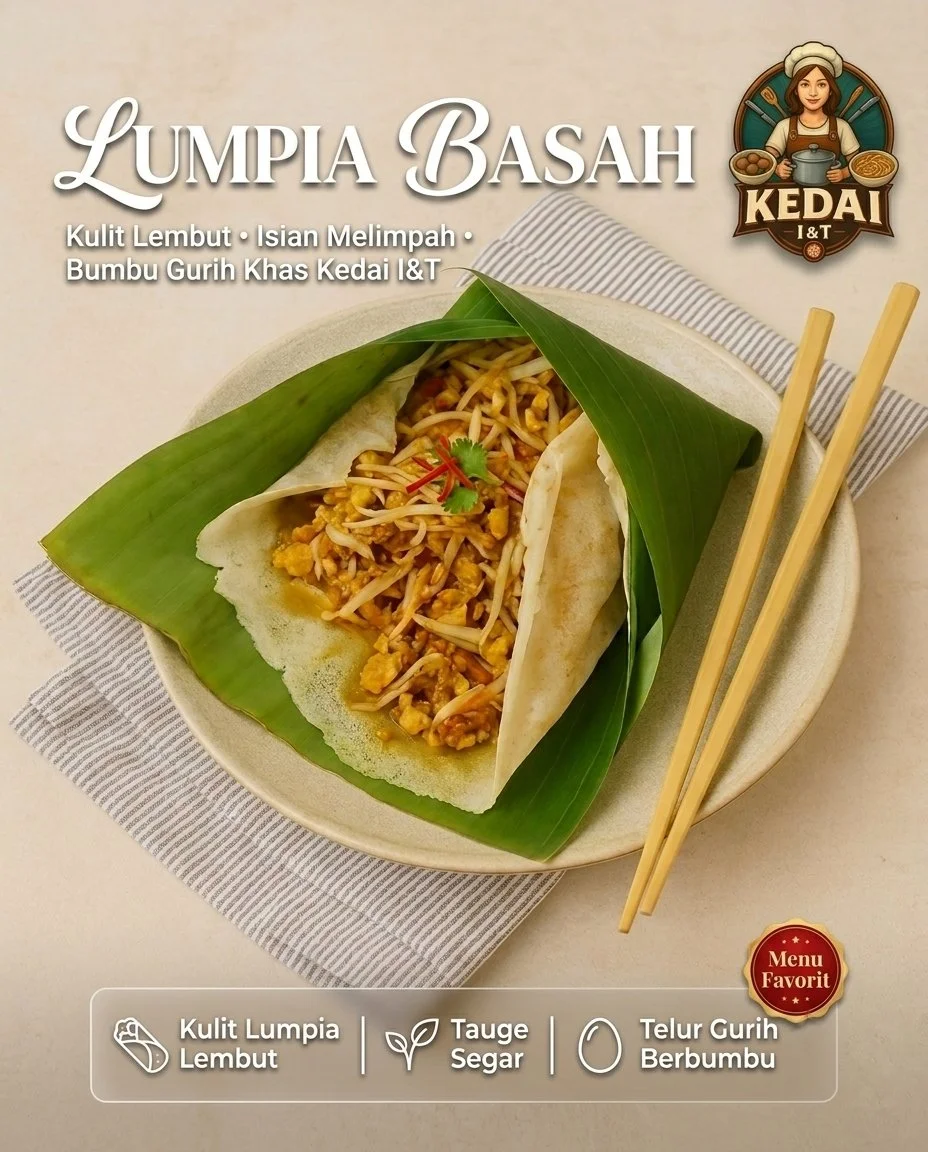 LUMPIA BASAH
Kulit Lembut • Isian Melimpah •
Bumbu Gurih Khas Kedai I&T
KEDAI
I&T
Menu
Favorit
Kulit Lumpia
Lembut
Tauge
Segar
Telur Gurih
Berbumbu